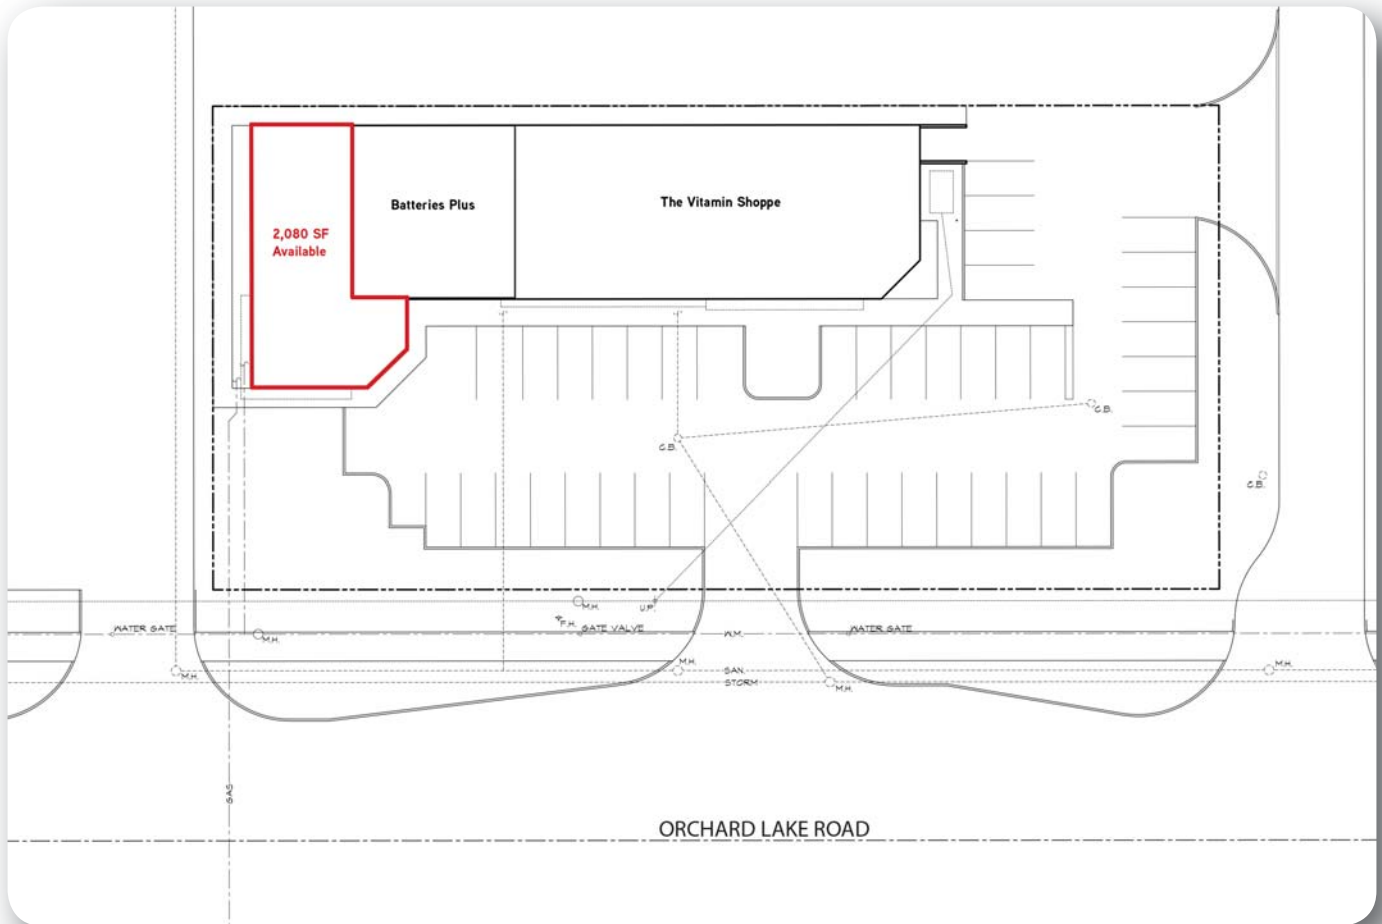 The Vitamin Shoppe
Batteries Plus
2,080 SF
Available
C.B.
C.B.
C.B.
M.H.
U.P.
F.H.
WATER GATE
GATE VALVE
W.M.
WATER GATE
M.H.
M.H.
M.H.
M.H.
SAN.
STORM
M.H.
GAS
ORCHARD LAKE ROAD